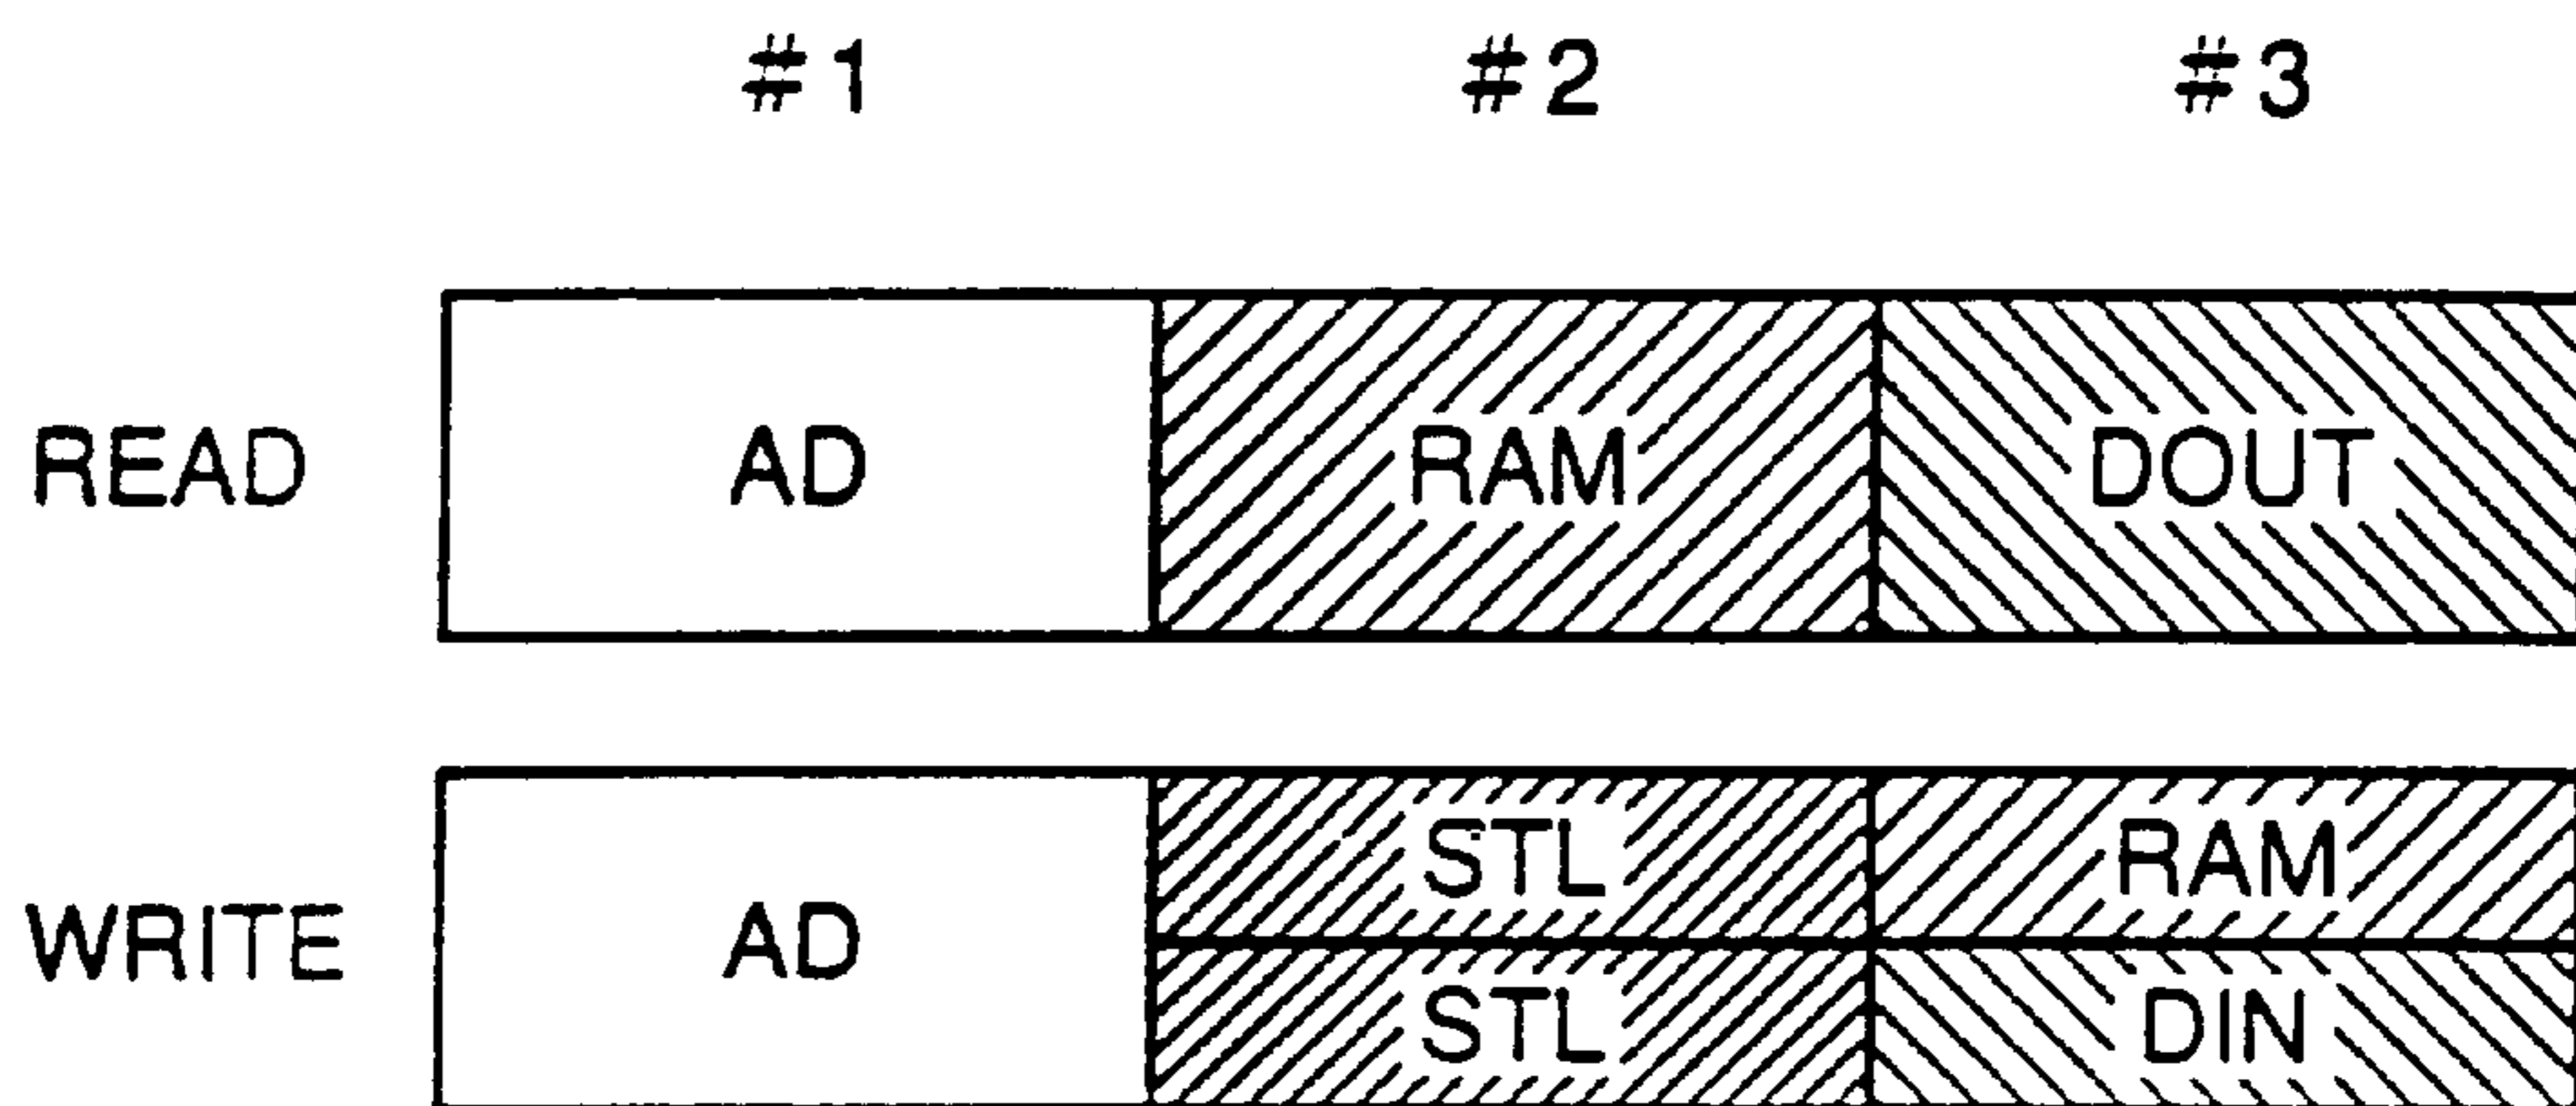 #1 #2 #3
READ AD RAM DOUT
STL RAM
WRITE AD
STL DIN